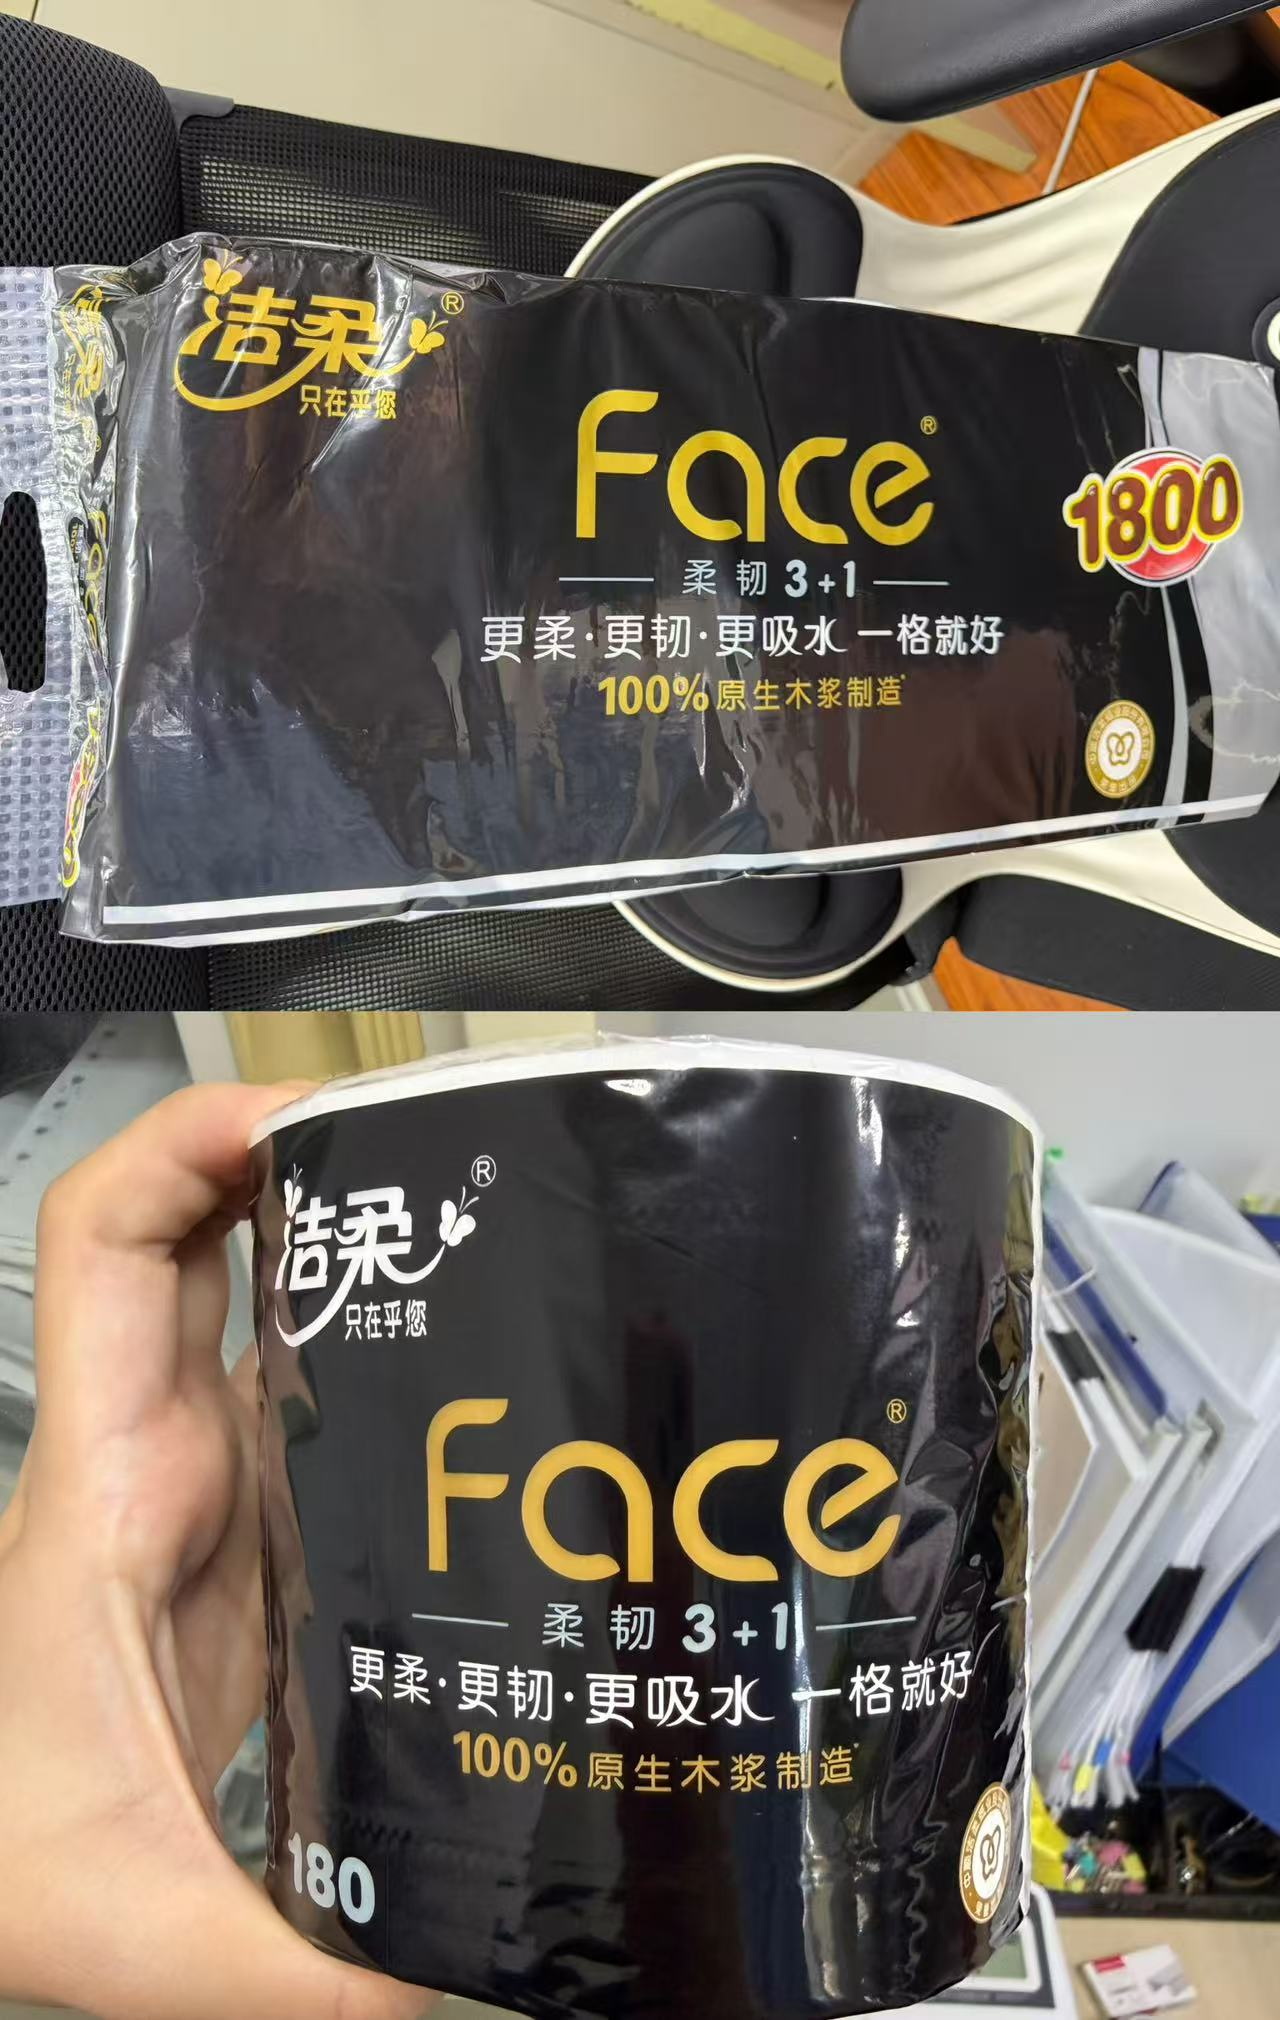 洁柔®
只在乎您
Face®
柔韧 3+1
更柔·更韧·更吸水 一格就好
100%原生木浆制造*
1800
洁柔®
只在乎您
Face®
柔韧 3+1
更柔·更韧·更吸水 一格就好
100%原生木浆制造*
180